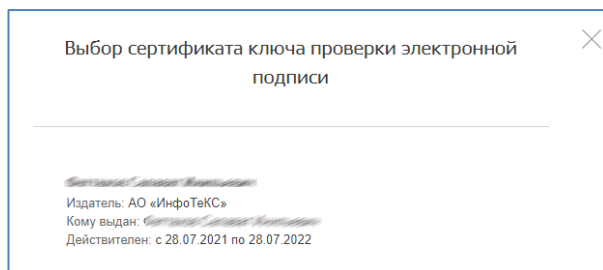 Выбор сертификата ключа проверки электронной
подписи
Издатель: АО «ИнфоТеКС»
Кому выдан:
Действителен: с 28.07.2021 по 28.07.2022